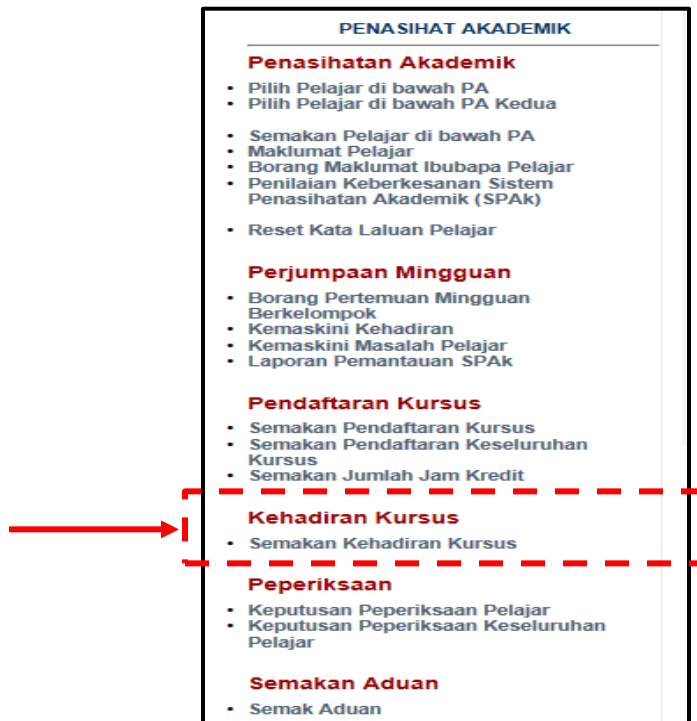 PENASIHAT AKADEMIK
Penasihatan Akademik
• Pilih Pelajar di bawah PA
• Pilih Pelajar di bawah PA Kedua
• Semakan Pelajar di bawah PA
• Maklumat Pelajar
• Borang Maklumat Ibubapa Pelajar
• Penilaian Keberkesanan Sistem
Penasihatan Akademik (SPAk)
• Reset Kata Laluan Pelajar
Perjumpaan Mingguan
• Borang Pertemuan Mingguan
Berkelompok
• Kemaskini Kehadiran
• Kemaskini Masalah Pelajar
• Laporan Pemantauan SPAk
Pendaftaran Kursus
• Semakan Pendaftaran Kursus
• Semakan Pendaftaran Keseluruhan
Kursus
• Semakan Jumlah Jam Kredit
Kehadiran Kursus
• Semakan Kehadiran Kursus
Peperiksaan
• Keputusan Peperiksaan Pelajar
• Keputusan Peperiksaan Keseluruhan
Pelajar
Semakan Aduan
• Semak Aduan